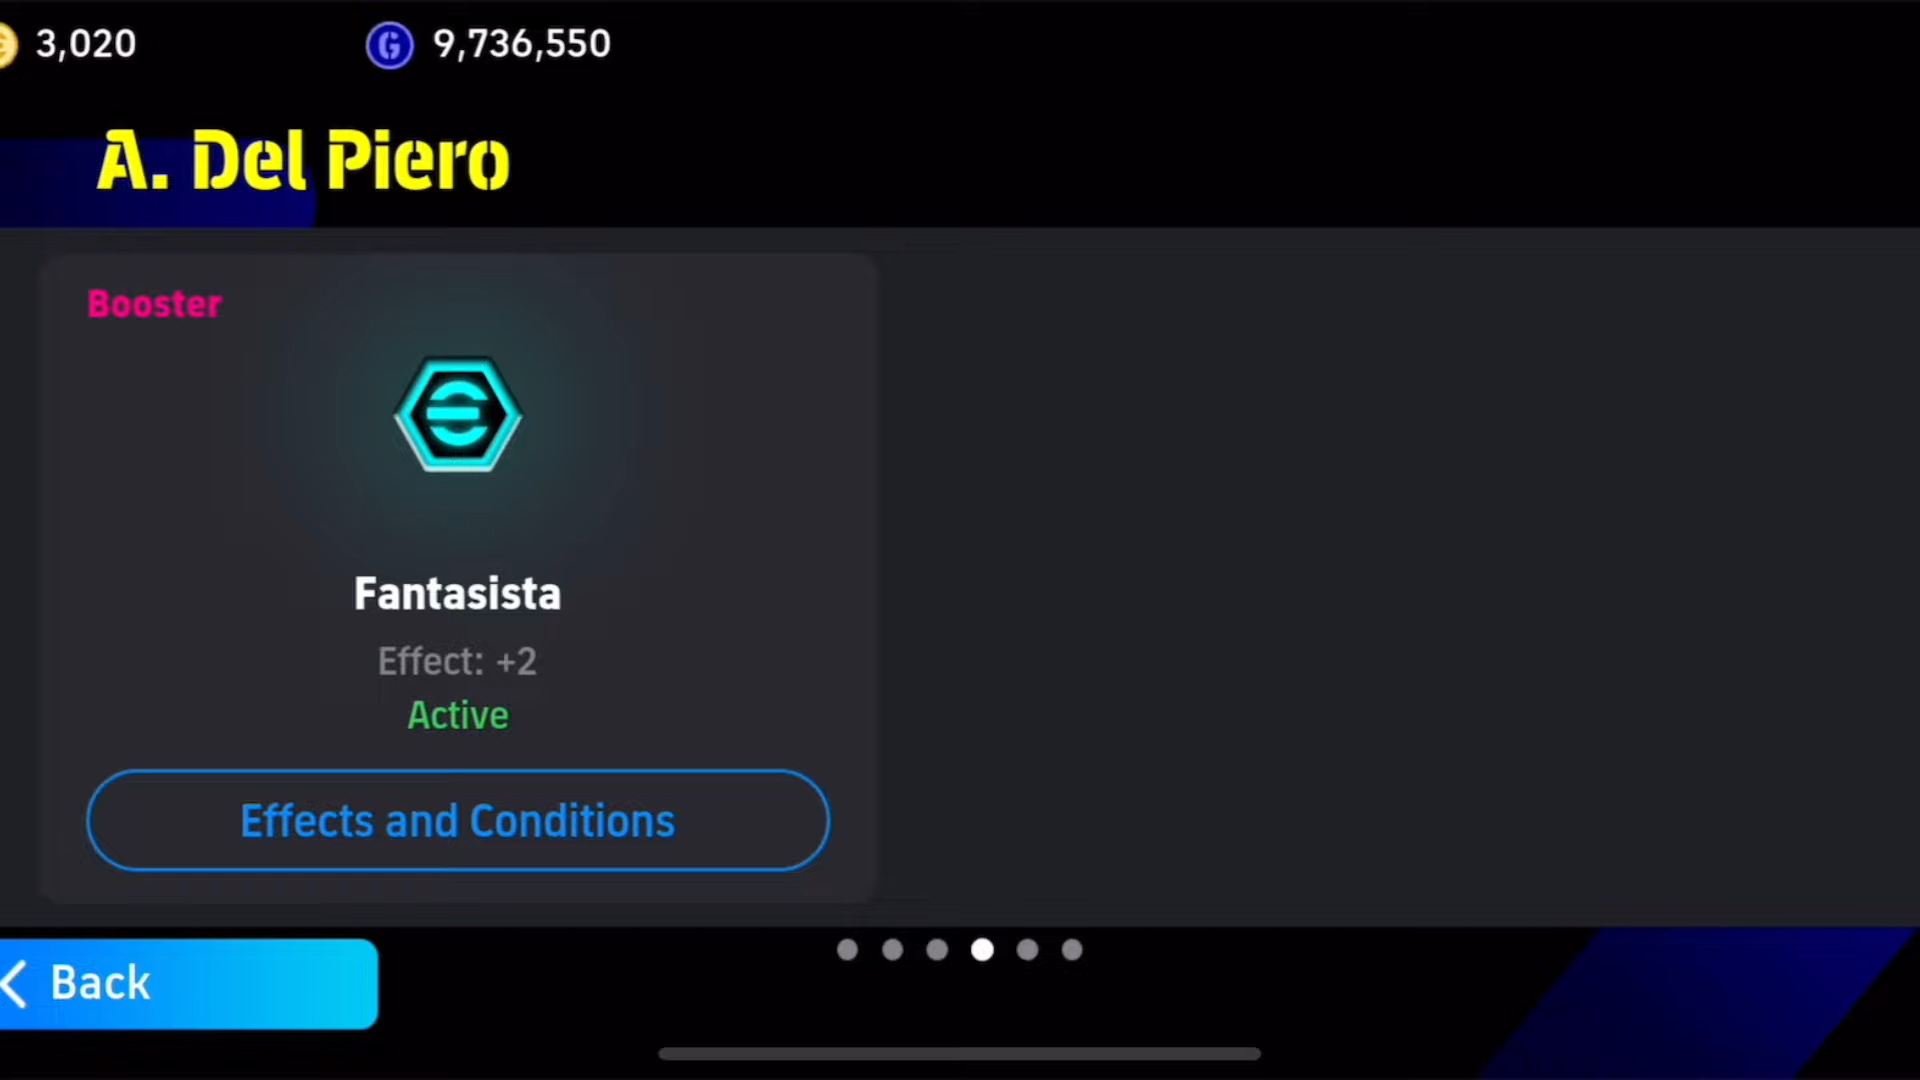 3,020
G 9,736,550
A. Del Piero
Booster
Fantasista
Effect: +2
Active
Effects and Conditions
Back